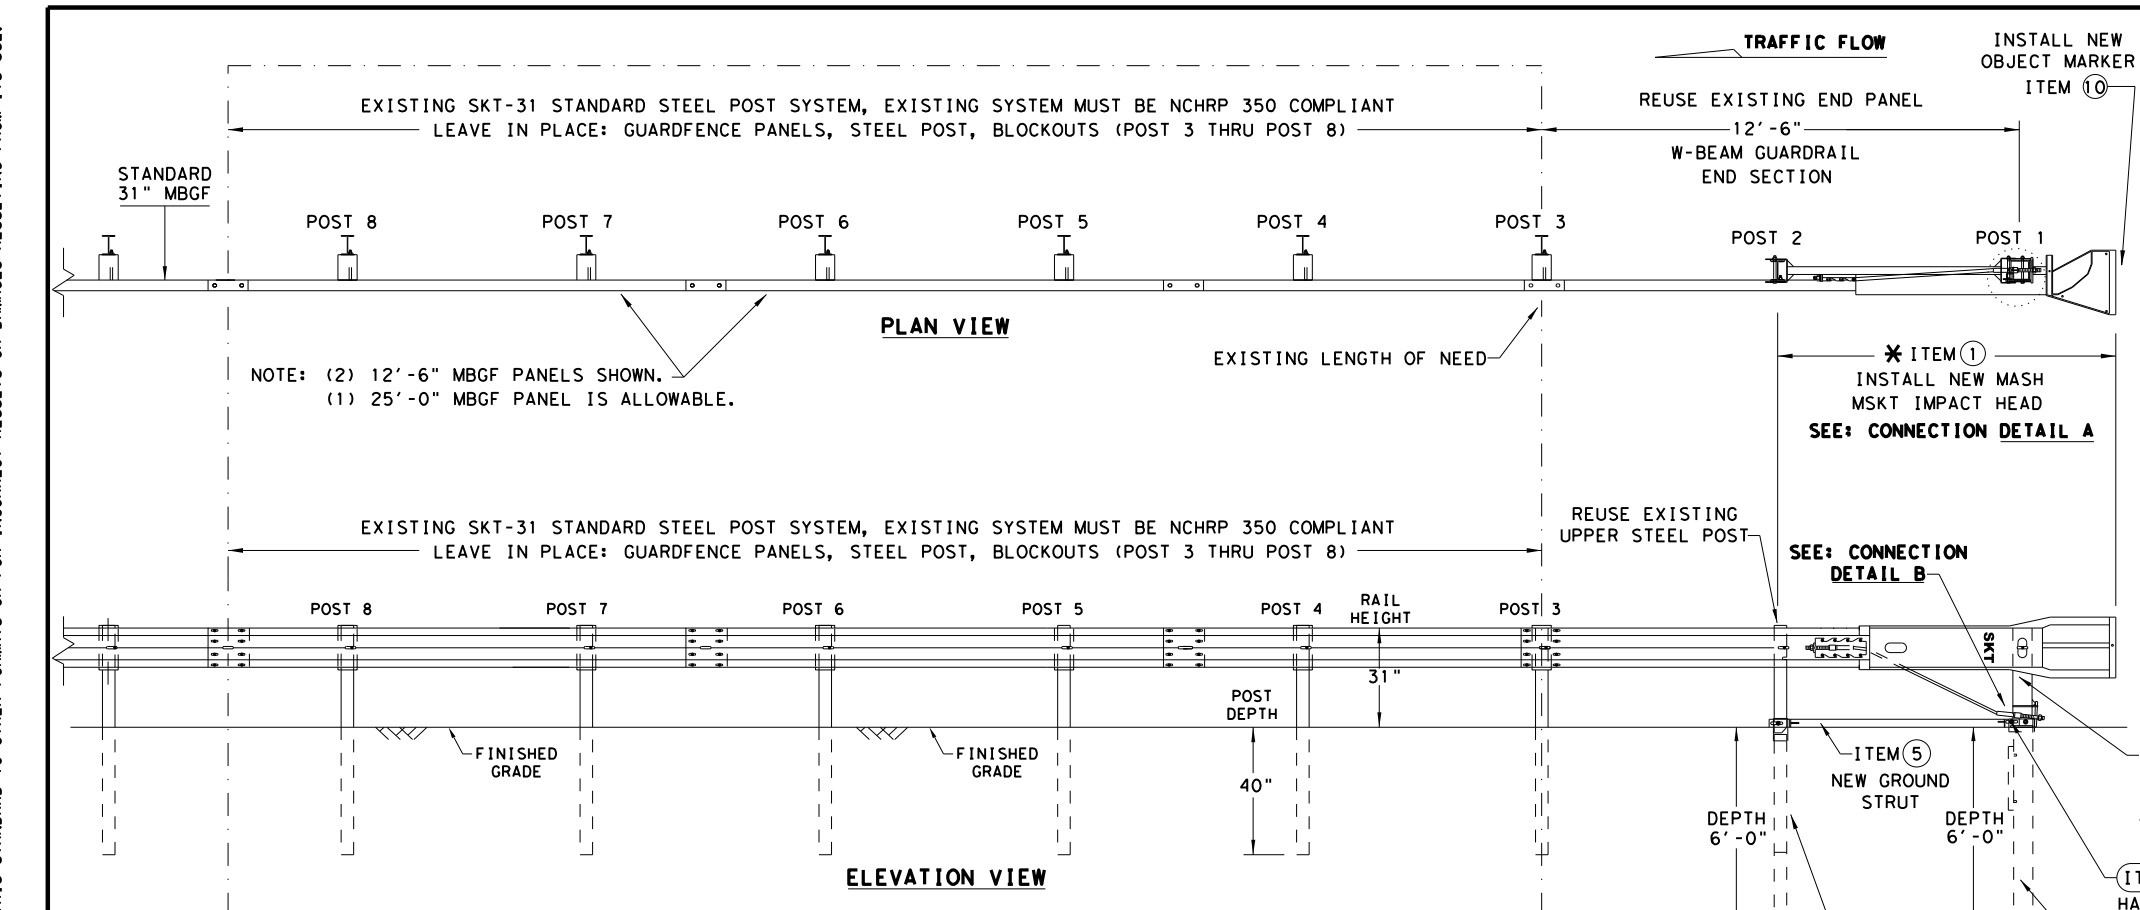 TRAFFIC FLOW
INSTALL NEW
OBJECT MARKER
ITEM 10
EXISTING SKT-31 STANDARD STEEL POST SYSTEM, EXISTING SYSTEM MUST BE NCHRP 350 COMPLIANT
LEAVE IN PLACE: GUARDFENCE PANELS, STEEL POST, BLOCKOUTS (POST 3 THRU POST 8)
REUSE EXISTING END PANEL
12'-6"
W-BEAM GUARDRAIL
END SECTION
STANDARD
31" MBGF
POST 8
POST 7
POST 6
POST 5
POST 4
POST 3
POST 2
POST 1
PLAN VIEW
NOTE: (2) 12'-6" MBGF PANELS SHOWN.
(1) 25'-0" MBGF PANEL IS ALLOWABLE.
EXISTING LENGTH OF NEED
* ITEM 1
INSTALL NEW MASH
MSKT IMPACT HEAD
SEE: CONNECTION DETAIL A
EXISTING SKT-31 STANDARD STEEL POST SYSTEM, EXISTING SYSTEM MUST BE NCHRP 350 COMPLIANT
LEAVE IN PLACE: GUARDFENCE PANELS, STEEL POST, BLOCKOUTS (POST 3 THRU POST 8)
REUSE EXISTING
UPPER STEEL POST
SEE: CONNECTION
DETAIL B
POST 8
POST 7
POST 6
POST 5
POST 4
RAIL
HEIGHT
POST 3
SKT
31"
POST
DEPTH
FINISHED
GRADE
FINISHED
GRADE
40"
ITEM 5
NEW GROUND
STRUT
DEPTH
6'-0"
DEPTH
6'-0"
ELEVATION VIEW
HA